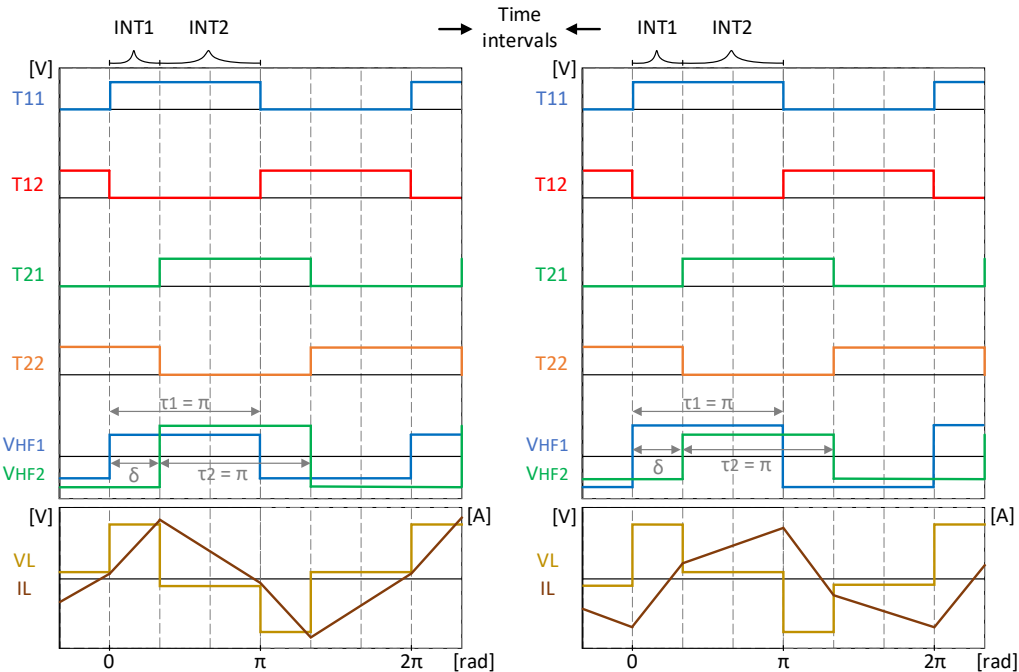 INT1 INT2 Time intervals INT1 INT2
[V] [V]
T11 T11
T12 T12
T21 T21
T22 T22
τ1 = π τ1 = π
VHF1 VHF1
δ τ2 = π δ τ2 = π
VHF2 VHF2
[V] [A] [V] [A]
VL VL
IL IL
0 π 2π [rad] 0 π 2π [rad]